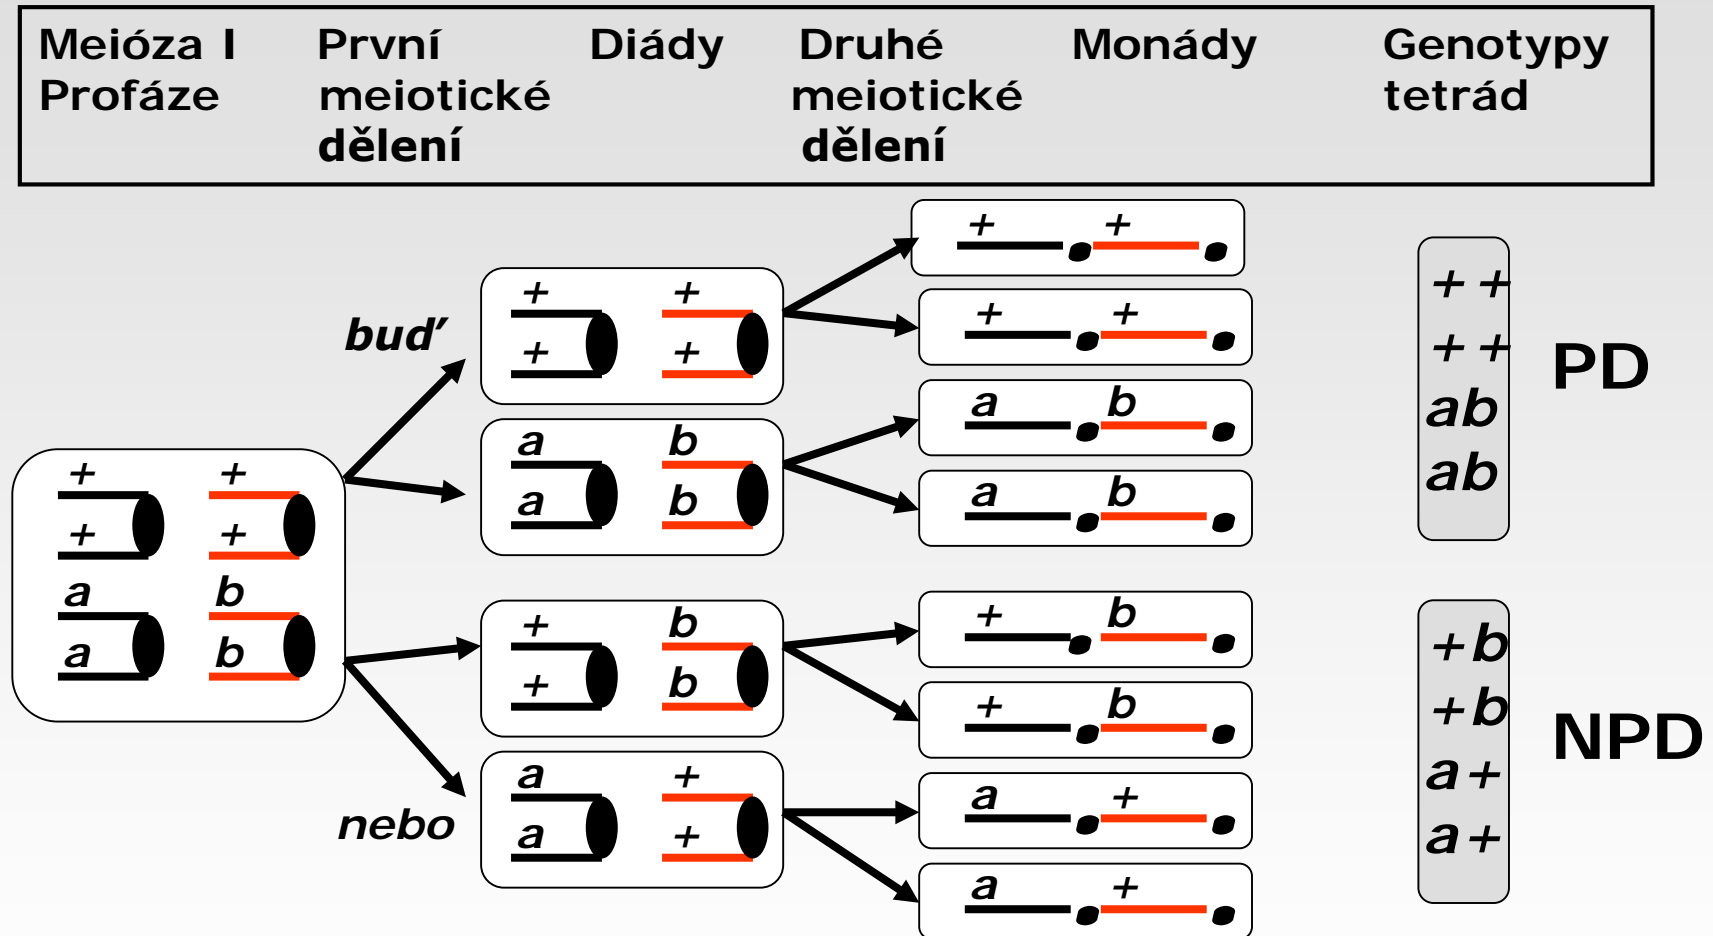 Meióza I První Diády Druhé Monády Genotypy
Profáze meiotické meiotické tetrád
dělení dělení
+ +
+ + + +
+ + + + + +
buď
+ + + + PD
a b a b
a b ab
a b a b ab
+ +
+ +
a b
a b
+ b + b +b
+ b + b +b NPD
a + a + a+
nebo a + a+
a +